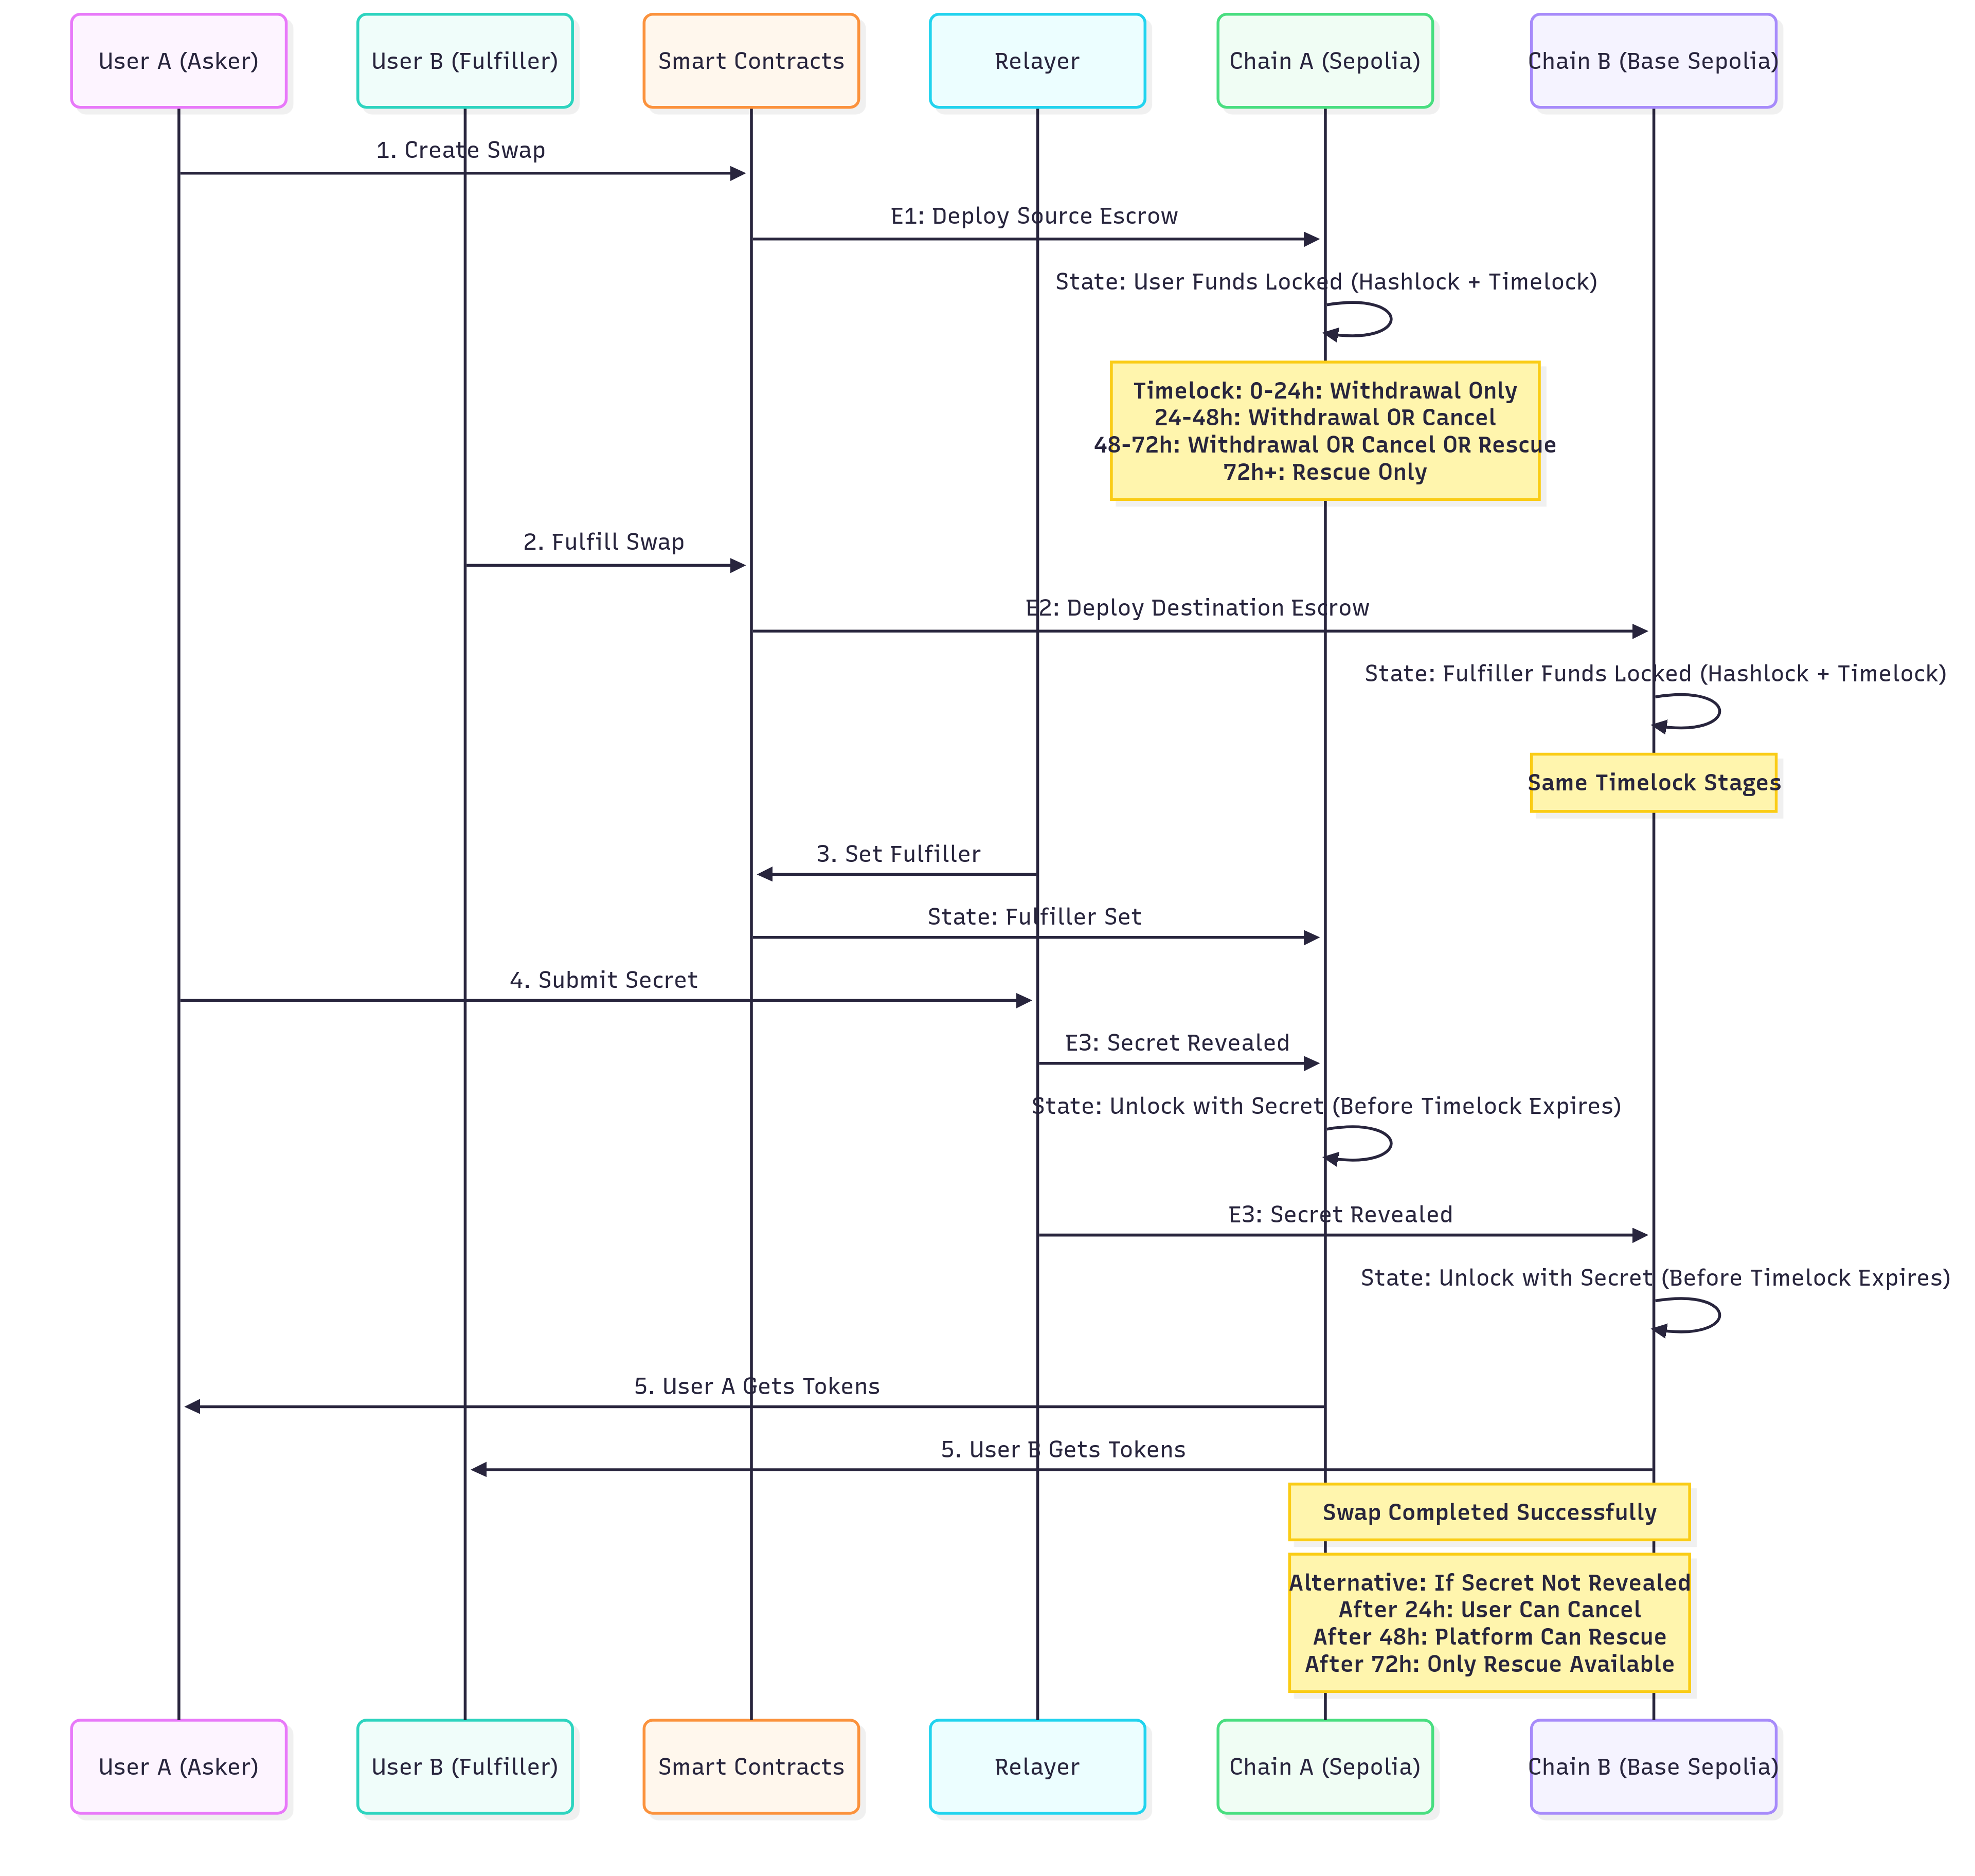 User A (Asker)
User B (Fulfiller)
Smart Contracts
Relayer
Chain A (Sepolia)
Chain B (Base Sepolia)
1. Create Swap
E1: Deploy Source Escrow
State: User Funds Locked (Hashlock + Timelock)
Timelock: 0-24h: Withdrawal Only
24-48h: Withdrawal OR Cancel
48-72h: Withdrawal OR Cancel OR Rescue
72h+: Rescue Only
2. Fulfill Swap
E2: Deploy Destination Escrow
State: Fulfiller Funds Locked (Hashlock + Timelock)
Same Timelock Stages
3. Set Fulfiller
State: Fulfiller Set
4. Submit Secret
E3: Secret Revealed
State: Unlock with Secret (Before Timelock Expires)
E3: Secret Revealed
State: Unlock with Secret (Before Timelock Expires)
5. User A Gets Tokens
5. User B Gets Tokens
Swap Completed Successfully
Alternative: If Secret Not Revealed
After 24h: User Can Cancel
After 48h: Platform Can Rescue
After 72h: Only Rescue Available
User A (Asker)
User B (Fulfiller)
Smart Contracts
Relayer
Chain A (Sepolia)
Chain B (Base Sepolia)